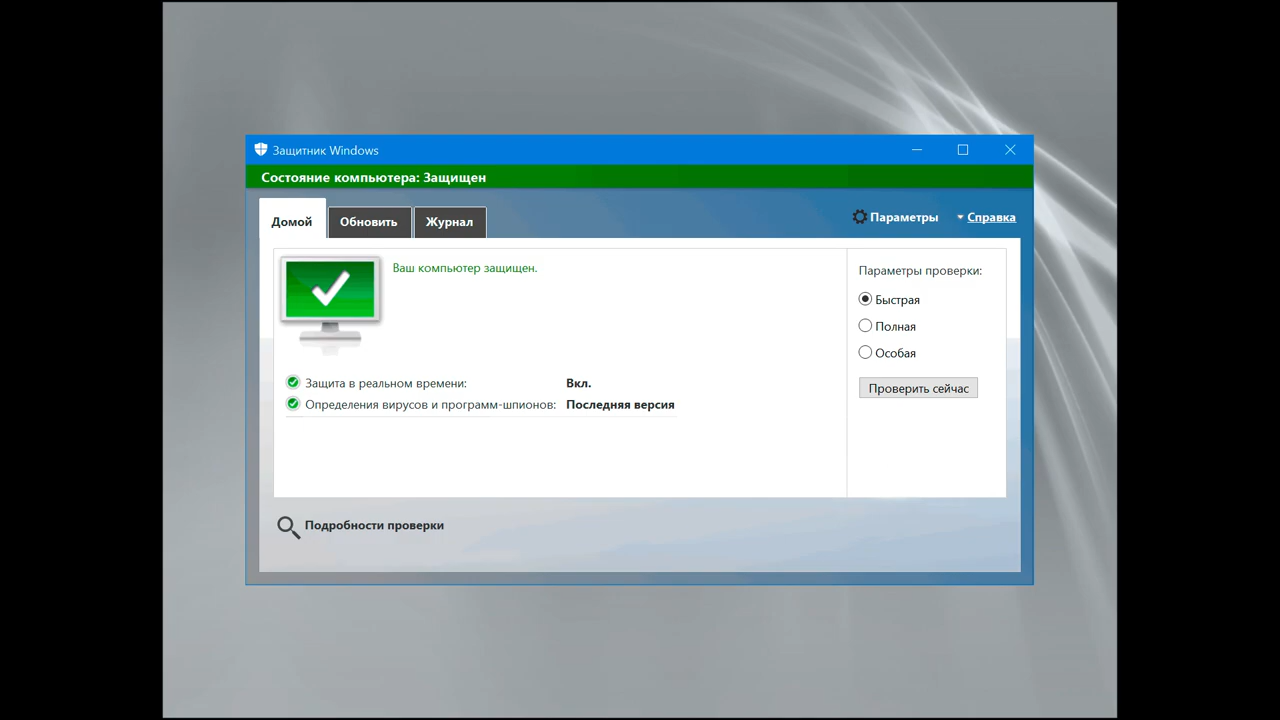 Защитник Windows
Состояние компьютера: Защищен
Домой Обновить Журнал Параметры Справка
Ваш компьютер защищен.
Защита в реальном времени: Вкл.
Определения вирусов и программ-шпионов: Последняя версия
Параметры проверки:
Быстрая
Полная
Особая
Проверить сейчас
Подробности проверки